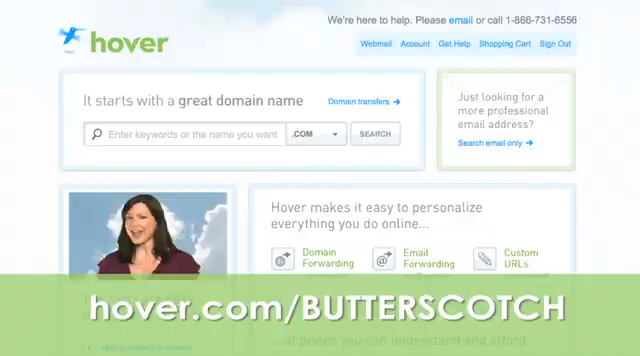 We're here to help. Please email or call 1-866-731-6556
hover
Webmail Account Get Help Shopping Cart Sign Out
It starts with a great domain name
Domain transfers
Enter keywords or the name you want
.COM
SEARCH
Just looking for a
more professional
email address?
Search email only
Hover makes it easy to personalize
everything you do online...
Domain
Forwarding
Email
Forwarding
Custom
URLs
hover.com/BUTTERSCOTCH
... at prices you can understand and afford.